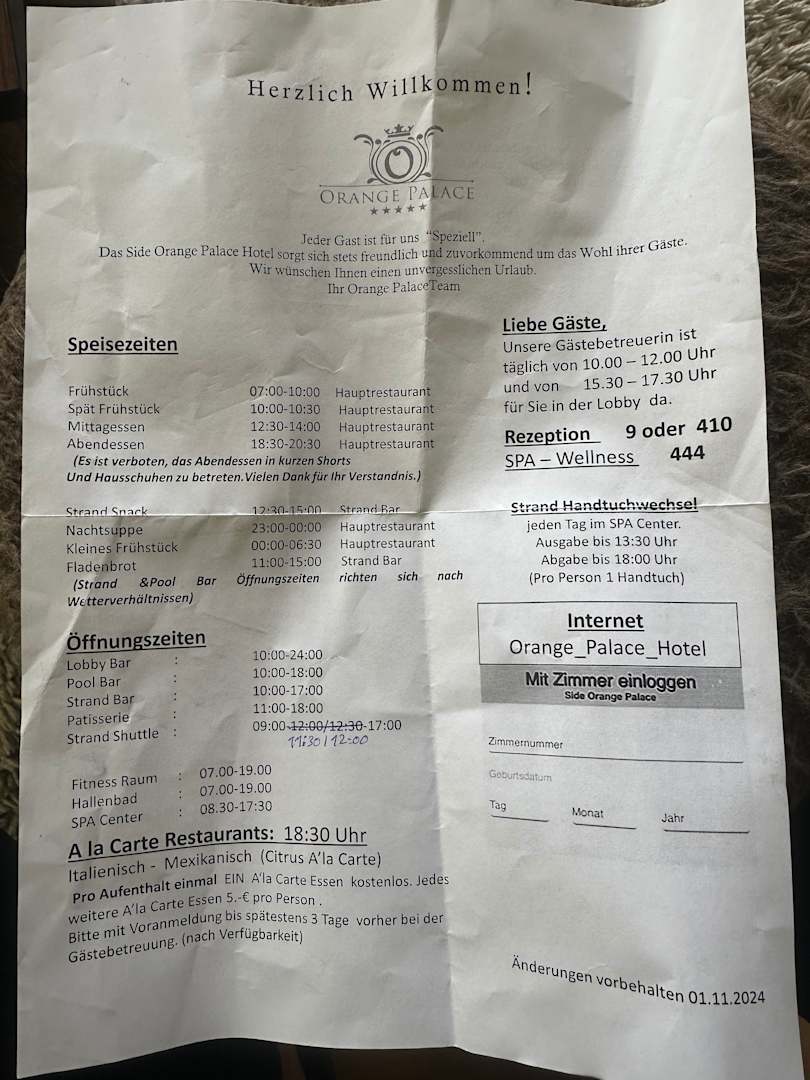 Herzlich Willkommen!
O
ORANGE PALACE
★★★★★
Jeder Gast ist für uns “Speziell”.
Das Side Orange Palace Hotel sorgt sich stets freundlich und zuvorkommend um das Wohl ihrer Gäste.
Wir wünschen Ihnen einen unvergesslichen Urlaub.
Ihr Orange PalaceTeam
Speisezeiten
Frühstück 07:00-10:00 Hauptrestaurant
Spät Frühstück 10:00-10:30 Hauptrestaurant
Mittagessen 12:30-14:00 Hauptrestaurant
Abendessen 18:30-20:30 Hauptrestaurant
(Es ist verboten, das Abendessen in kurzen Shorts
Und Hausschuhen zu betreten.Vielen Dank für Ihr Verstandnis.)
Strand Snack 12:30-15:00 Strand Bar
Nachtsuppe 23:00-00:00 Hauptrestaurant
Kleines Frühstück 00:00-06:30 Hauptrestaurant
Fladenbrot 11:00-15:00 Strand Bar
(Strand &Pool Bar Öffnungszeiten richten sich nach
Wetterverhältnissen)
Öffnungszeiten
Lobby Bar : 10:00-24:00
Pool Bar : 10:00-18:00
Strand Bar : 10:00-17:00
Patisserie : 11:00-18:00
Strand Shuttle : 09:00-12:00/12:30-17:00
11:30/12:00
Fitness Raum : 07.00-19.00
Hallenbad : 07.00-19.00
SPA Center : 08.30-17:30
A la Carte Restaurants: 18:30 Uhr
Italienisch - Mexikanisch (Citrus A’la Carte)
Pro Aufenthalt einmal EIN A’la Carte Essen kostenlos. Jedes
weitere A’la Carte Essen 5.-€ pro Person .
Bitte mit Voranmeldung bis spätestens 3 Tage vorher bei der
Gästebetreuung. (nach Verfügbarkeit)
Liebe Gäste,
Unsere Gästebetreuerin ist
täglich von 10.00 – 12.00 Uhr
und von 15.30 – 17.30 Uhr
für Sie in der Lobby da.
Rezeption 9 oder 410
SPA – Wellness 444
Strand Handtuchwechsel
jeden Tag im SPA Center.
Ausgabe bis 13:30 Uhr
Abgabe bis 18:00 Uhr
(Pro Person 1 Handtuch)
Internet
Orange_Palace_Hotel
Mit Zimmer einloggen
Side Orange Palace
Zimmernummer
Geburtsdatum
Tag Monat Jahr
Änderungen vorbehalten 01.11.2024